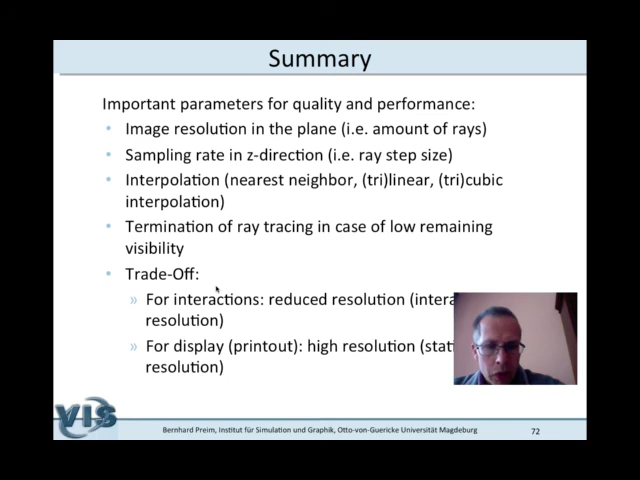 Summary
Important parameters for quality and performance:
• Image resolution in the plane (i.e. amount of rays)
• Sampling rate in z-direction (i.e. ray step size)
• Interpolation (nearest neighbor, (tri)linear, (tri)cubic
interpolation)
• Termination of ray tracing in case of low remaining
visibility
• Trade-Off:
» For interactions: reduced resolution
resolution)
» For display (printout): high resolution
resolution)
VIS
Bernhard Preim, Institut für Simulation und Graphik, Otto-von-Guericke Universität Magdeburg
72